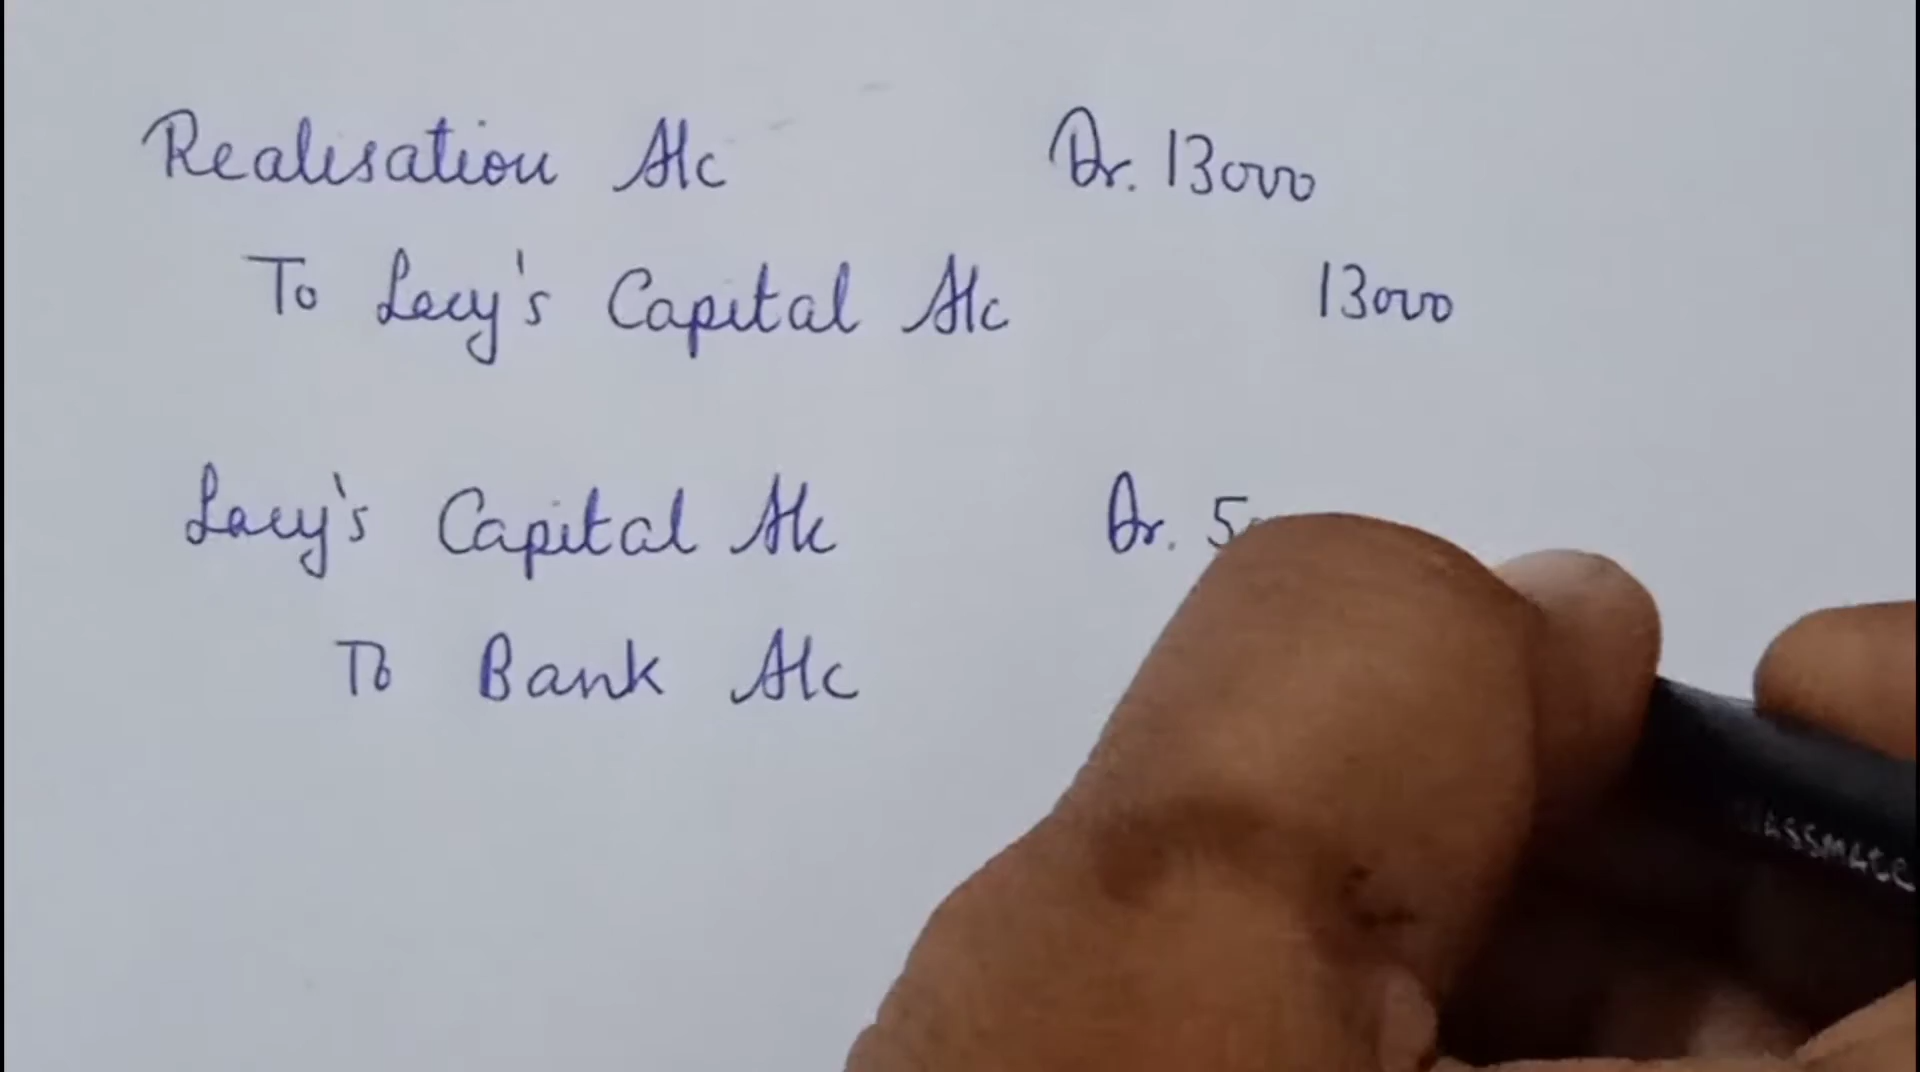 Realisation A/c Dr. 13000
To Lacy's Capital A/c 13000
Lacy's Capital A/c Dr. 5
To Bank A/c